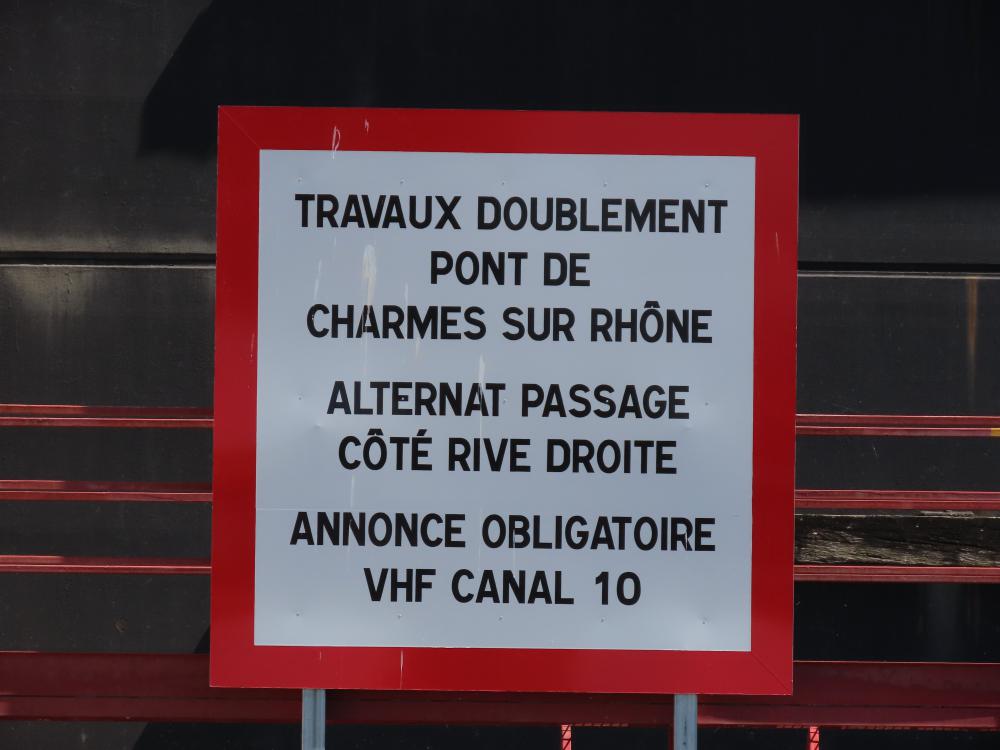 TRAVAUX DOUBLEMENT
PONT DE
CHARMES SUR RHÔNE
ALTERNAT PASSAGE
CÔTÉ RIVE DROITE
ANNONCE OBLIGATOIRE
VHF CANAL 10